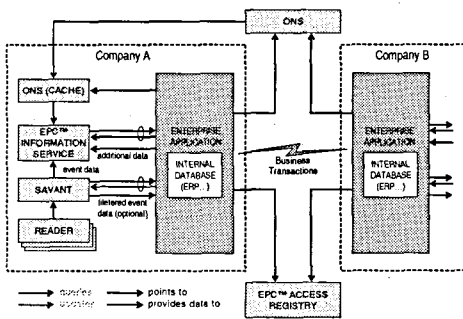 ONS
Company A
Company B
ONS (CACHE)
EPC™
INFORMATION
SERVICE
ENTERPRISE
APPLICATION
additional data
event data
INTERNAL
DATABASE
(ERP...)
SAVANT
filtered event
data (optional)
READER
Business
Transactions
ENTERPRISE
APPLICATION
INTERNAL
DATABASE
(ERP...)
EPC™ ACCESS
REGISTRY
queries
points to
provides data to